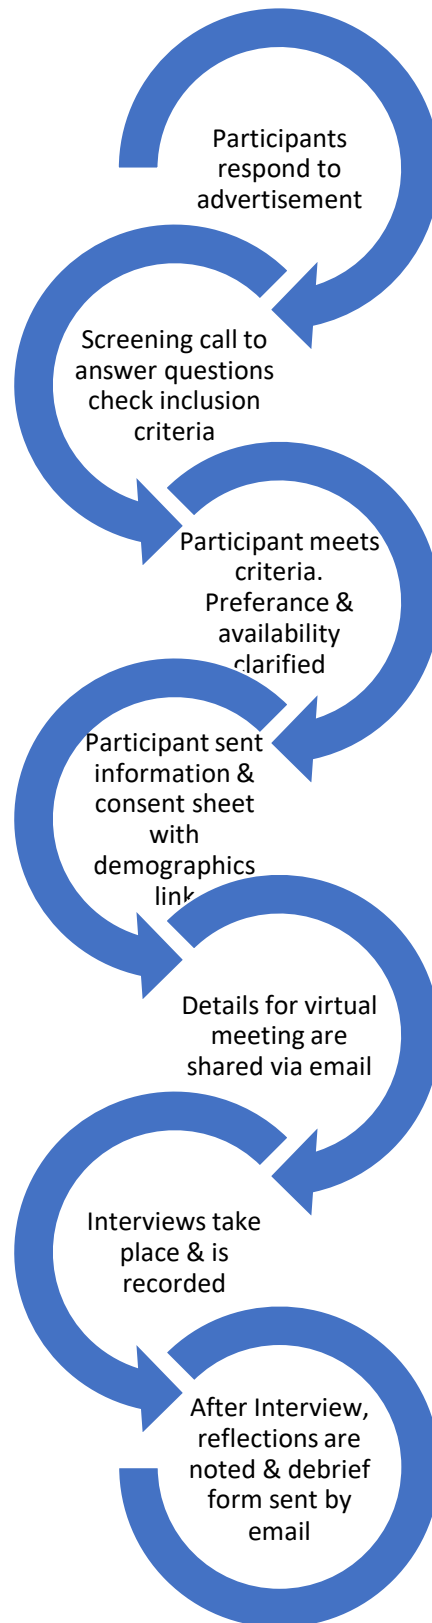 Participants
respond to
advertisement
Screening call to
answer questions
check inclusion
criteria
Participant meets
criteria.
Preferance &
availability
clarified
Participant sent
information &
consent sheet
with
demographics
link
Details for virtual
meeting are
shared via email
Interviews take
place & is
recorded
After Interview,
reflections are
noted & debrief
form sent by
email